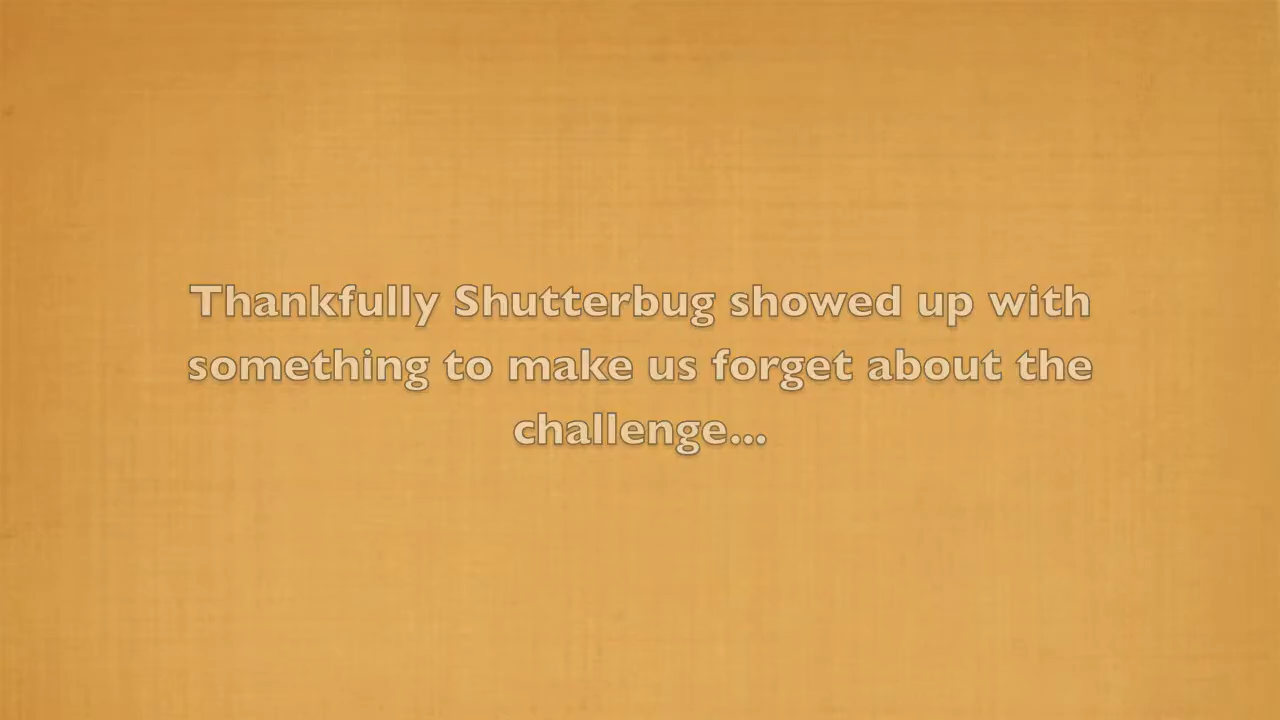 Thankfully Shutterbug showed up with
something to make us forget about the
challenge...